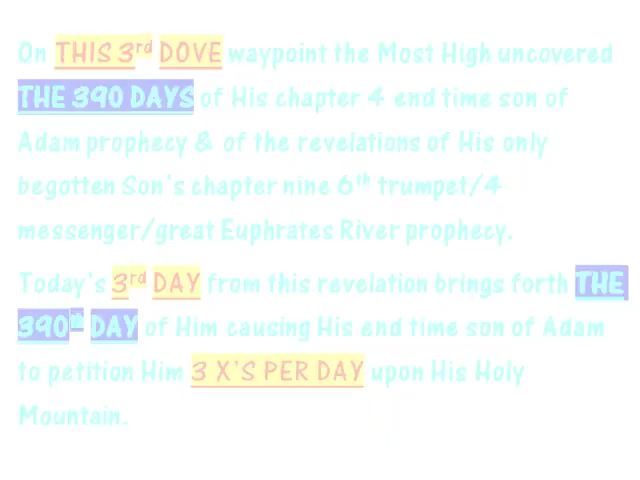 On THIS 3rd DOVE waypoint the Most High uncovered
THE 390 DAYS of His chapter 4 end time son of
Adam prophecy & of the revelations of His only
begotten Son's chapter nine 6th trumpet/4
messenger/great Euphrates River prophecy.
Today's 3rd DAY from this revelation brings forth THE
390th DAY of Him causing His end time son of Adam
to petition Him 3 X'S PER DAY upon His Holy
Mountain.